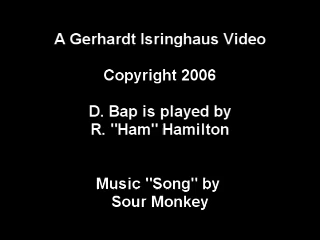 A Gerhardt Isringhaus Video
Copyright 2006
D. Bap is played by
R. "Ham" Hamilton
Music "Song" by
Sour Monkey